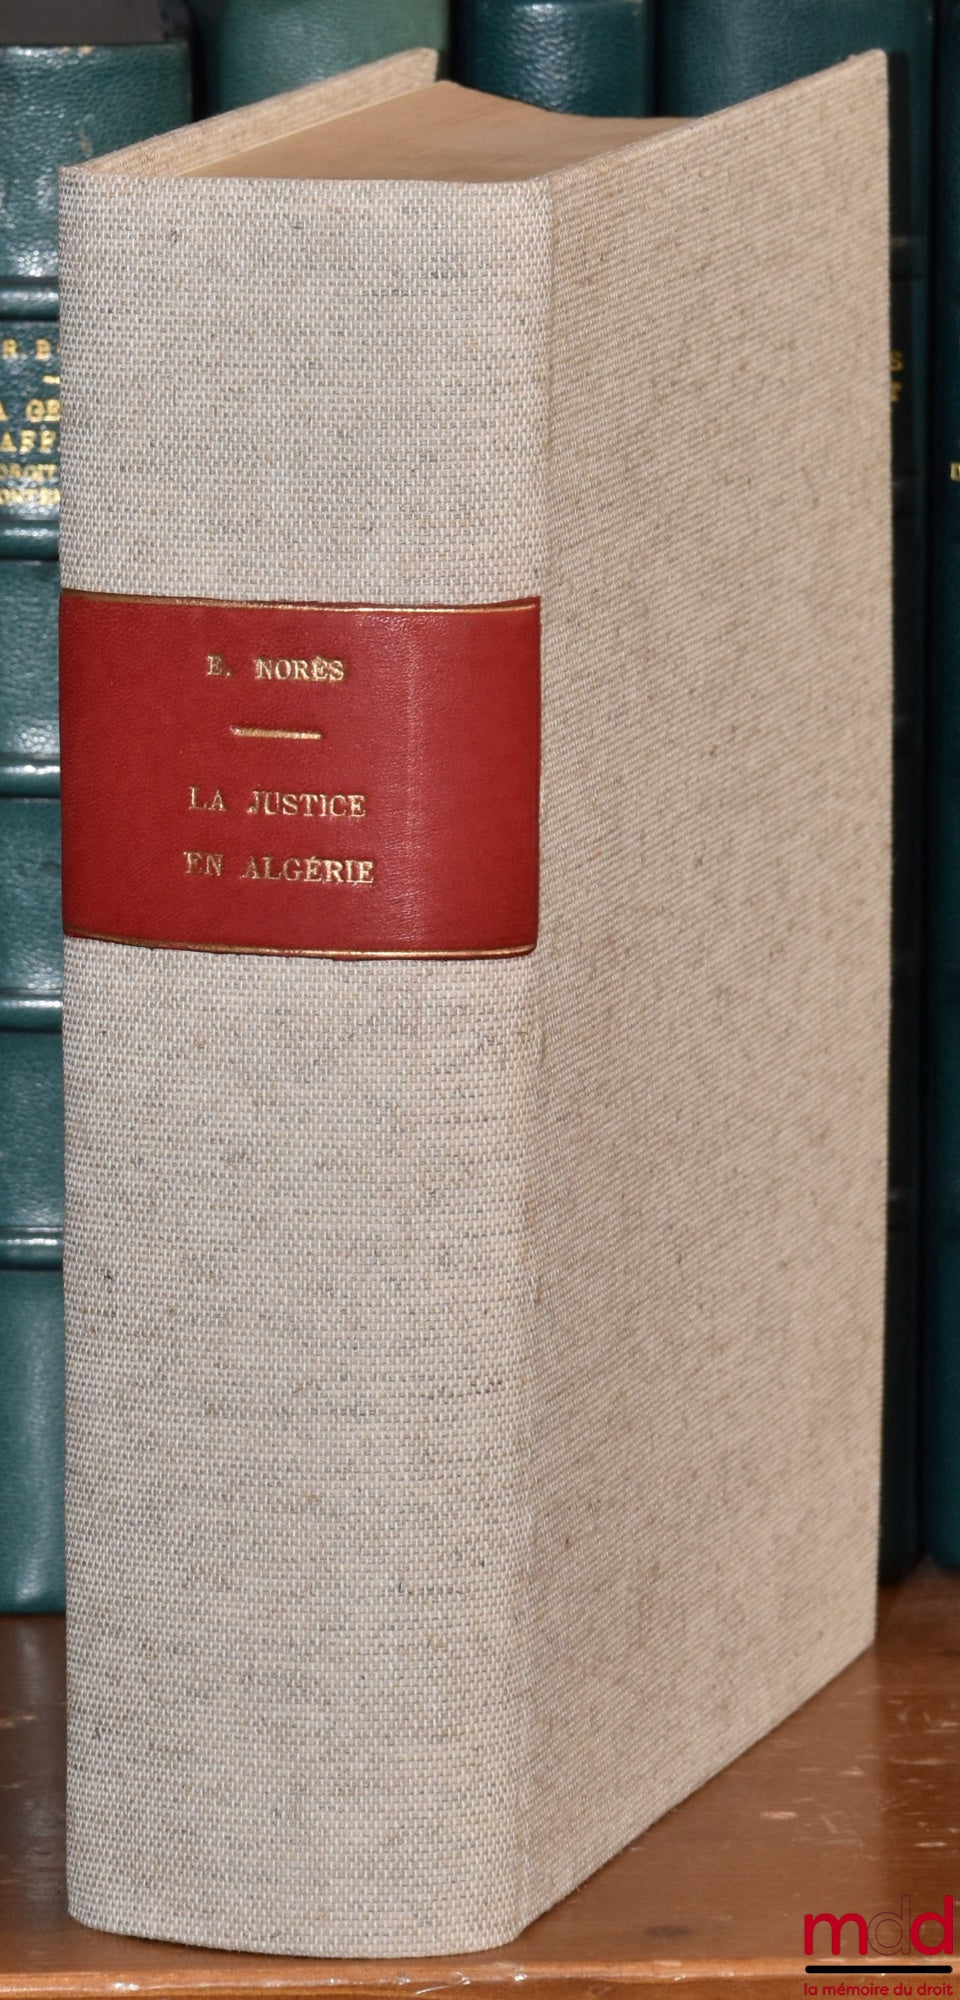 E. NORÈS
LA JUSTICE
EN ALGÉRIE
mdd
la mémoire du droit